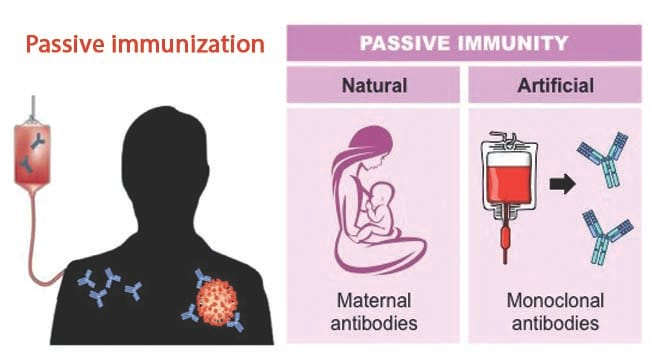 Passive immunization
PASSIVE IMMUNITY
Natural
Artificial
Maternal
antibodies
Monoclonal
antibodies